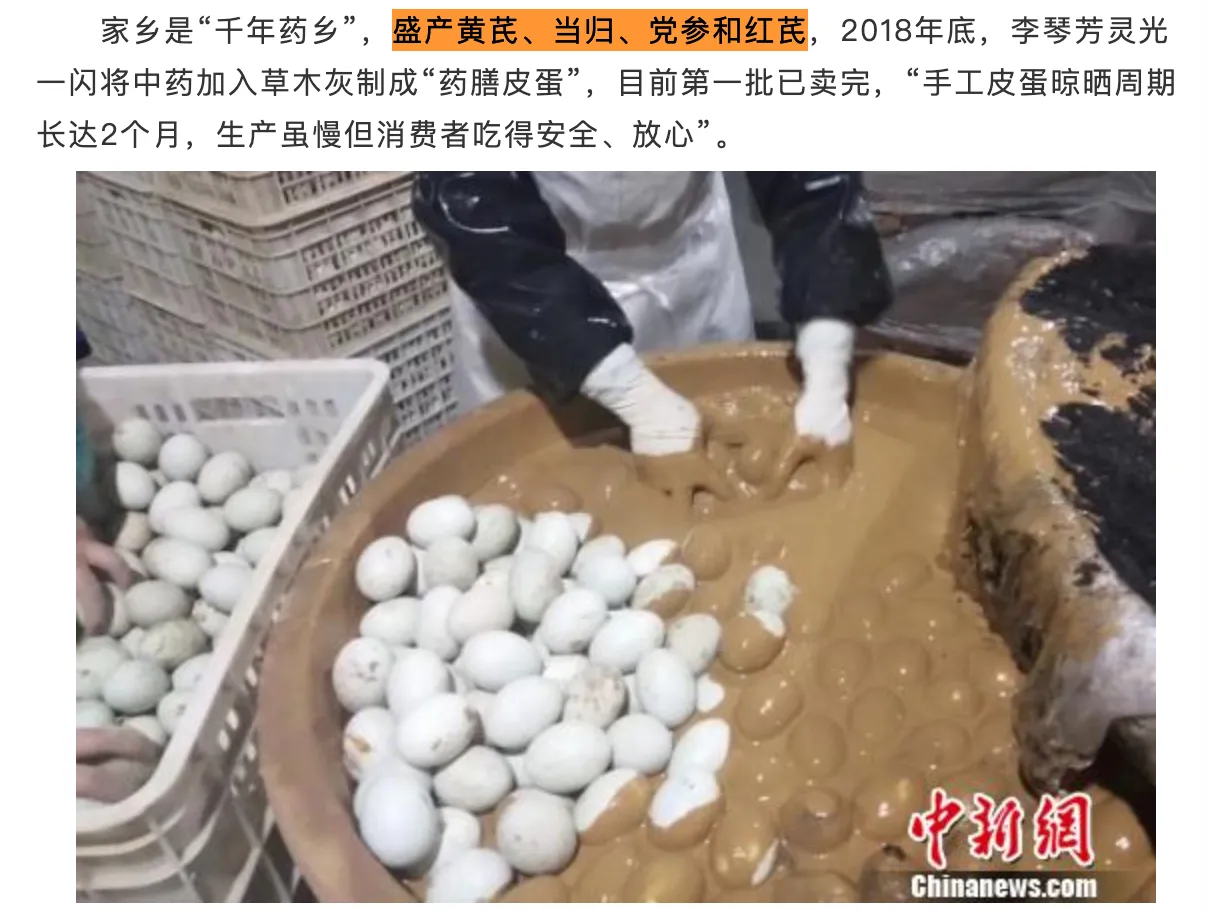 家乡是“千年药乡”，盛产黄芪、当归、党参和红芪，2018年底，李琴芳灵光
一闪将中药加入草木灰制成“药膳皮蛋”，目前第一批已卖完，“手工皮蛋晾晒周期
长达2个月，生产虽慢但消费者吃得安全、放心”。
中新网
Chinanews.com